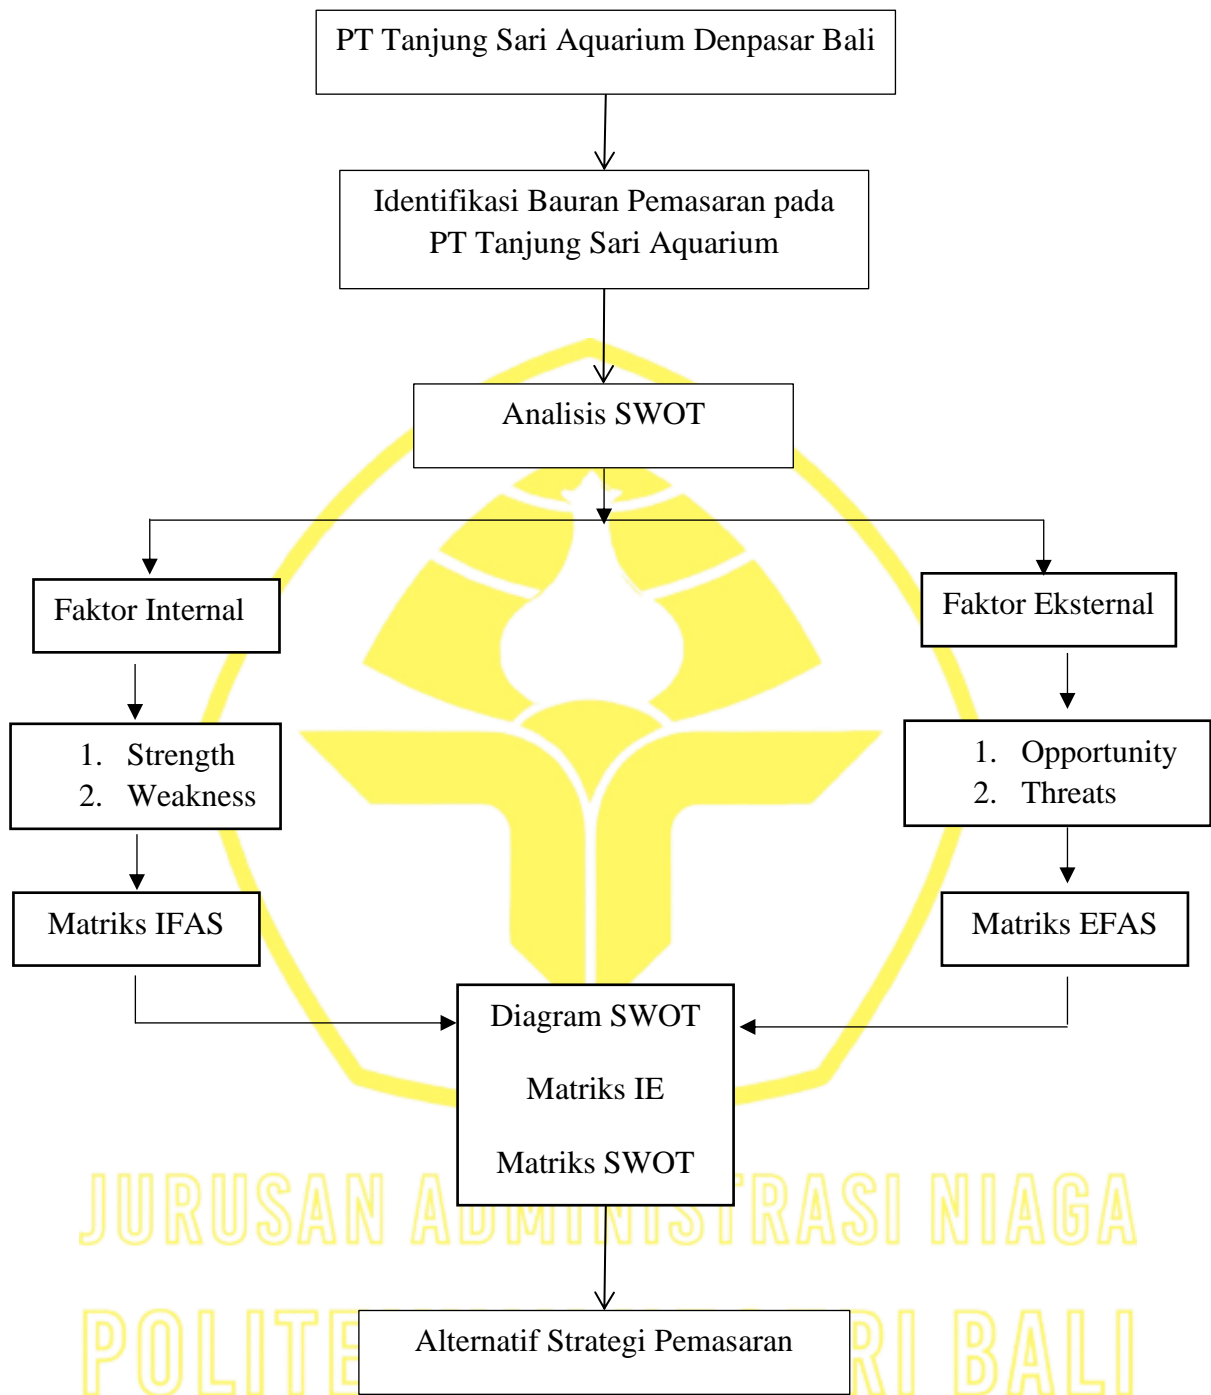 PT Tanjung Sari Aquarium Denpasar Bali
Identifikasi Bauran Pemasaran pada
PT Tanjung Sari Aquarium
Analisis SWOT
Faktor Internal
Faktor Eksternal
1. Strength
2. Weakness
1. Opportunity
2. Threats
Matriks IFAS
Matriks EFAS
Diagram SWOT
Matriks IE
Matriks SWOT
JURUSAN ADMINISTRASI NIAGA
Alternatif Strategi Pemasaran
POLITE RI BALI